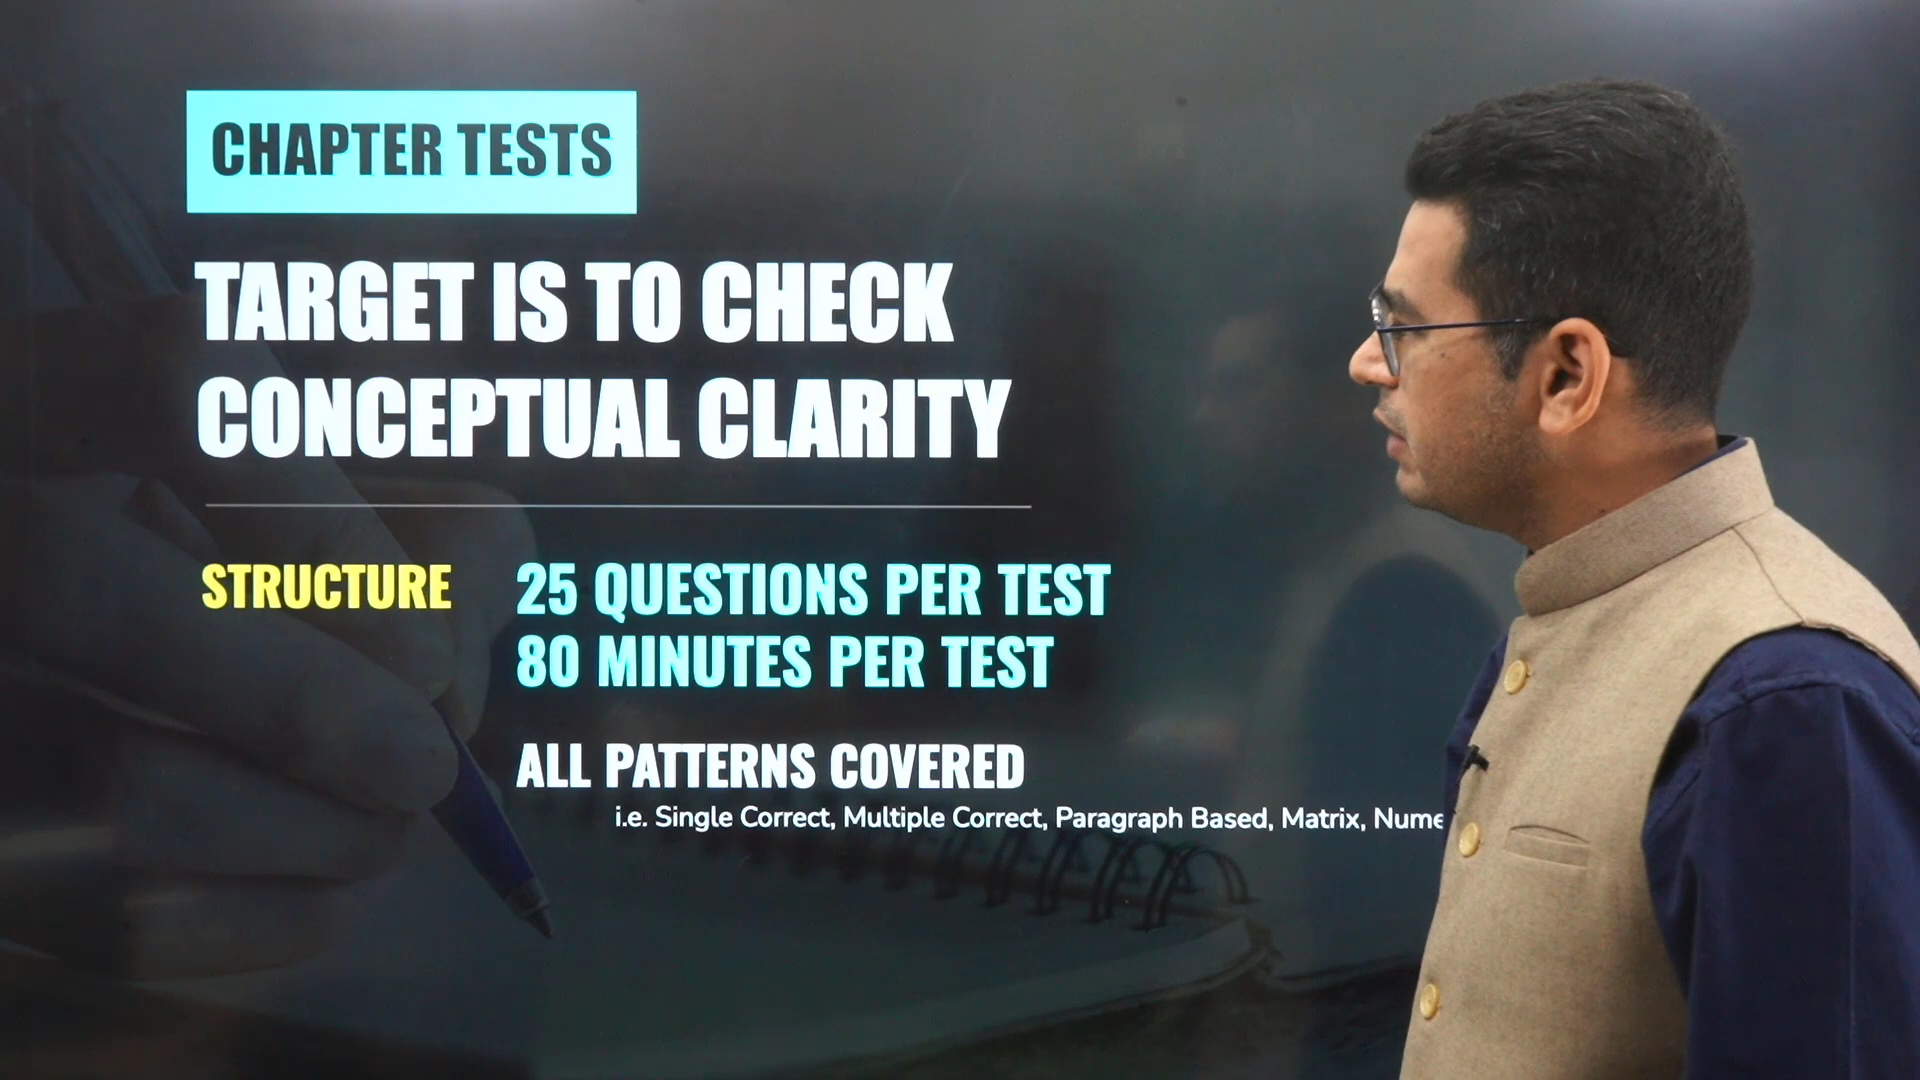 CHAPTER TESTS
TARGET IS TO CHECK
CONCEPTUAL CLARITY
STRUCTURE 25 QUESTIONS PER TEST
80 MINUTES PER TEST
ALL PATTERNS COVERED
i.e. Single Correct, Multiple Correct, Paragraph Based, Matrix,